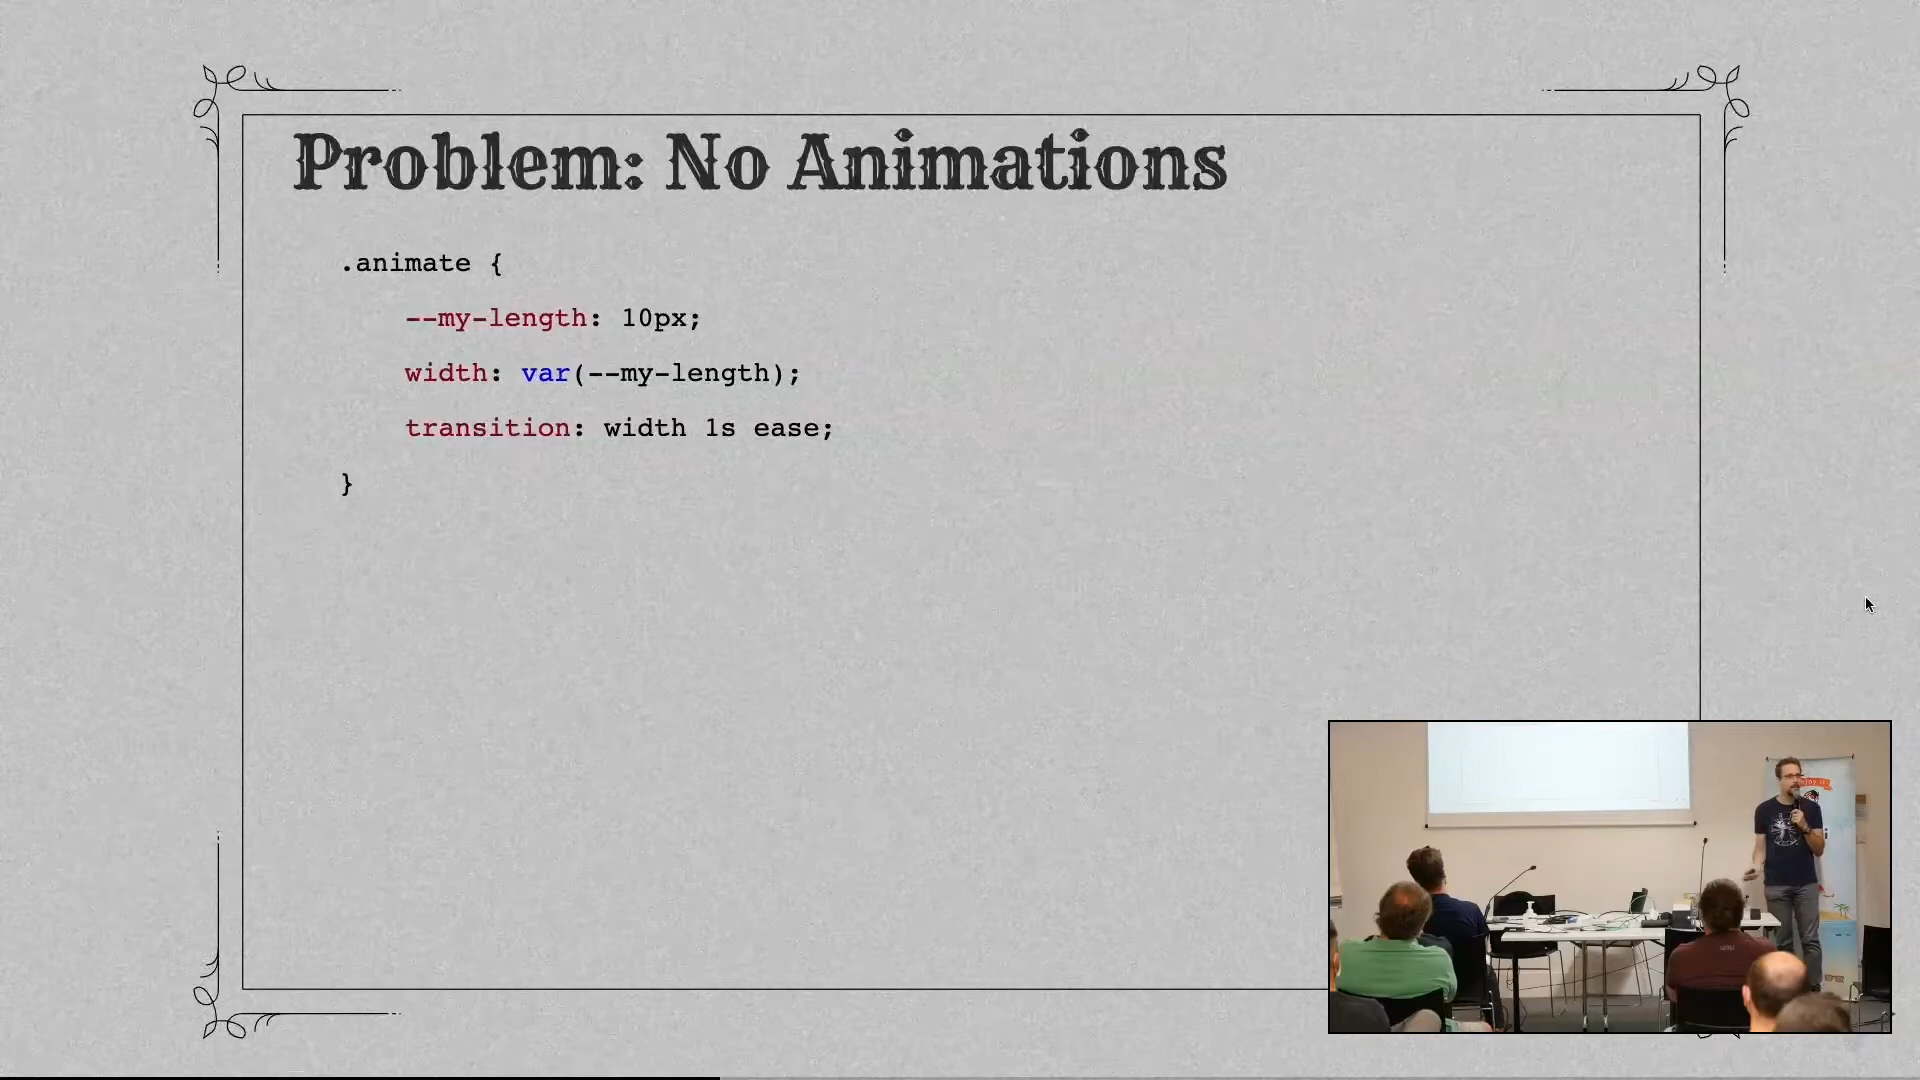 Problem: No Animations
.animate {
--my-length: 10px;
width: var(--my-length);
transition: width 1s ease;
}